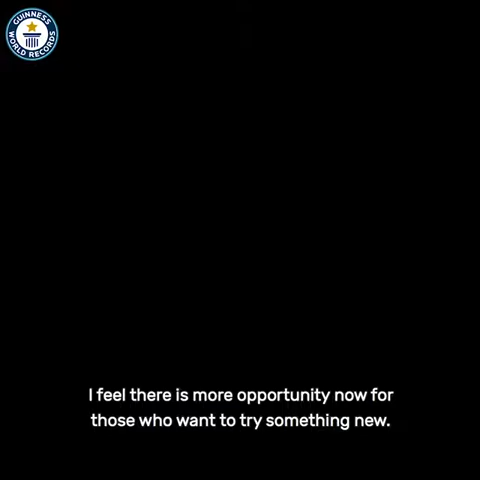 GUINNESS
WORLD RECORDS
I feel there is more opportunity now for
those who want to try something new.